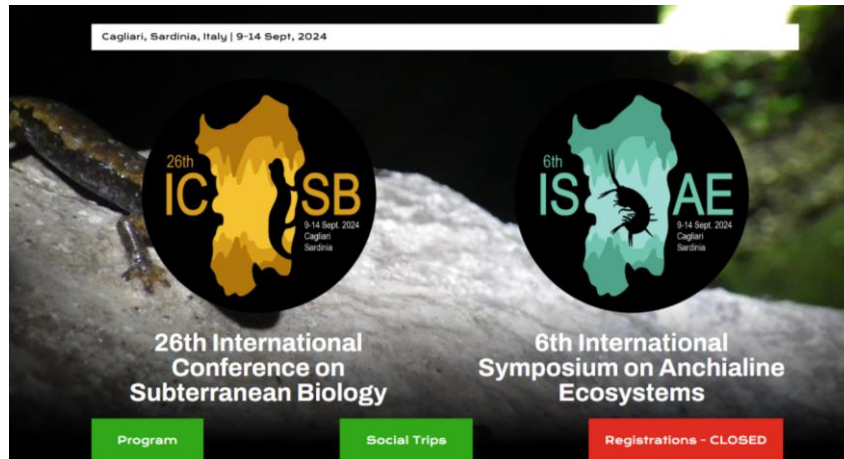 Cagliari, Sardinia, Italy | 9-14 Sept, 2024
26th
IC SB
9-14 Sept. 2024
Cagliari
Sardinia
6th
IS AE
9-14 Sept. 2024
Cagliari
Sardinia
26th International
Conference on
Subterranean Biology
6th International
Symposium on Anchialine
Ecosystems
Program
Social Trips
Registrations - CLOSED